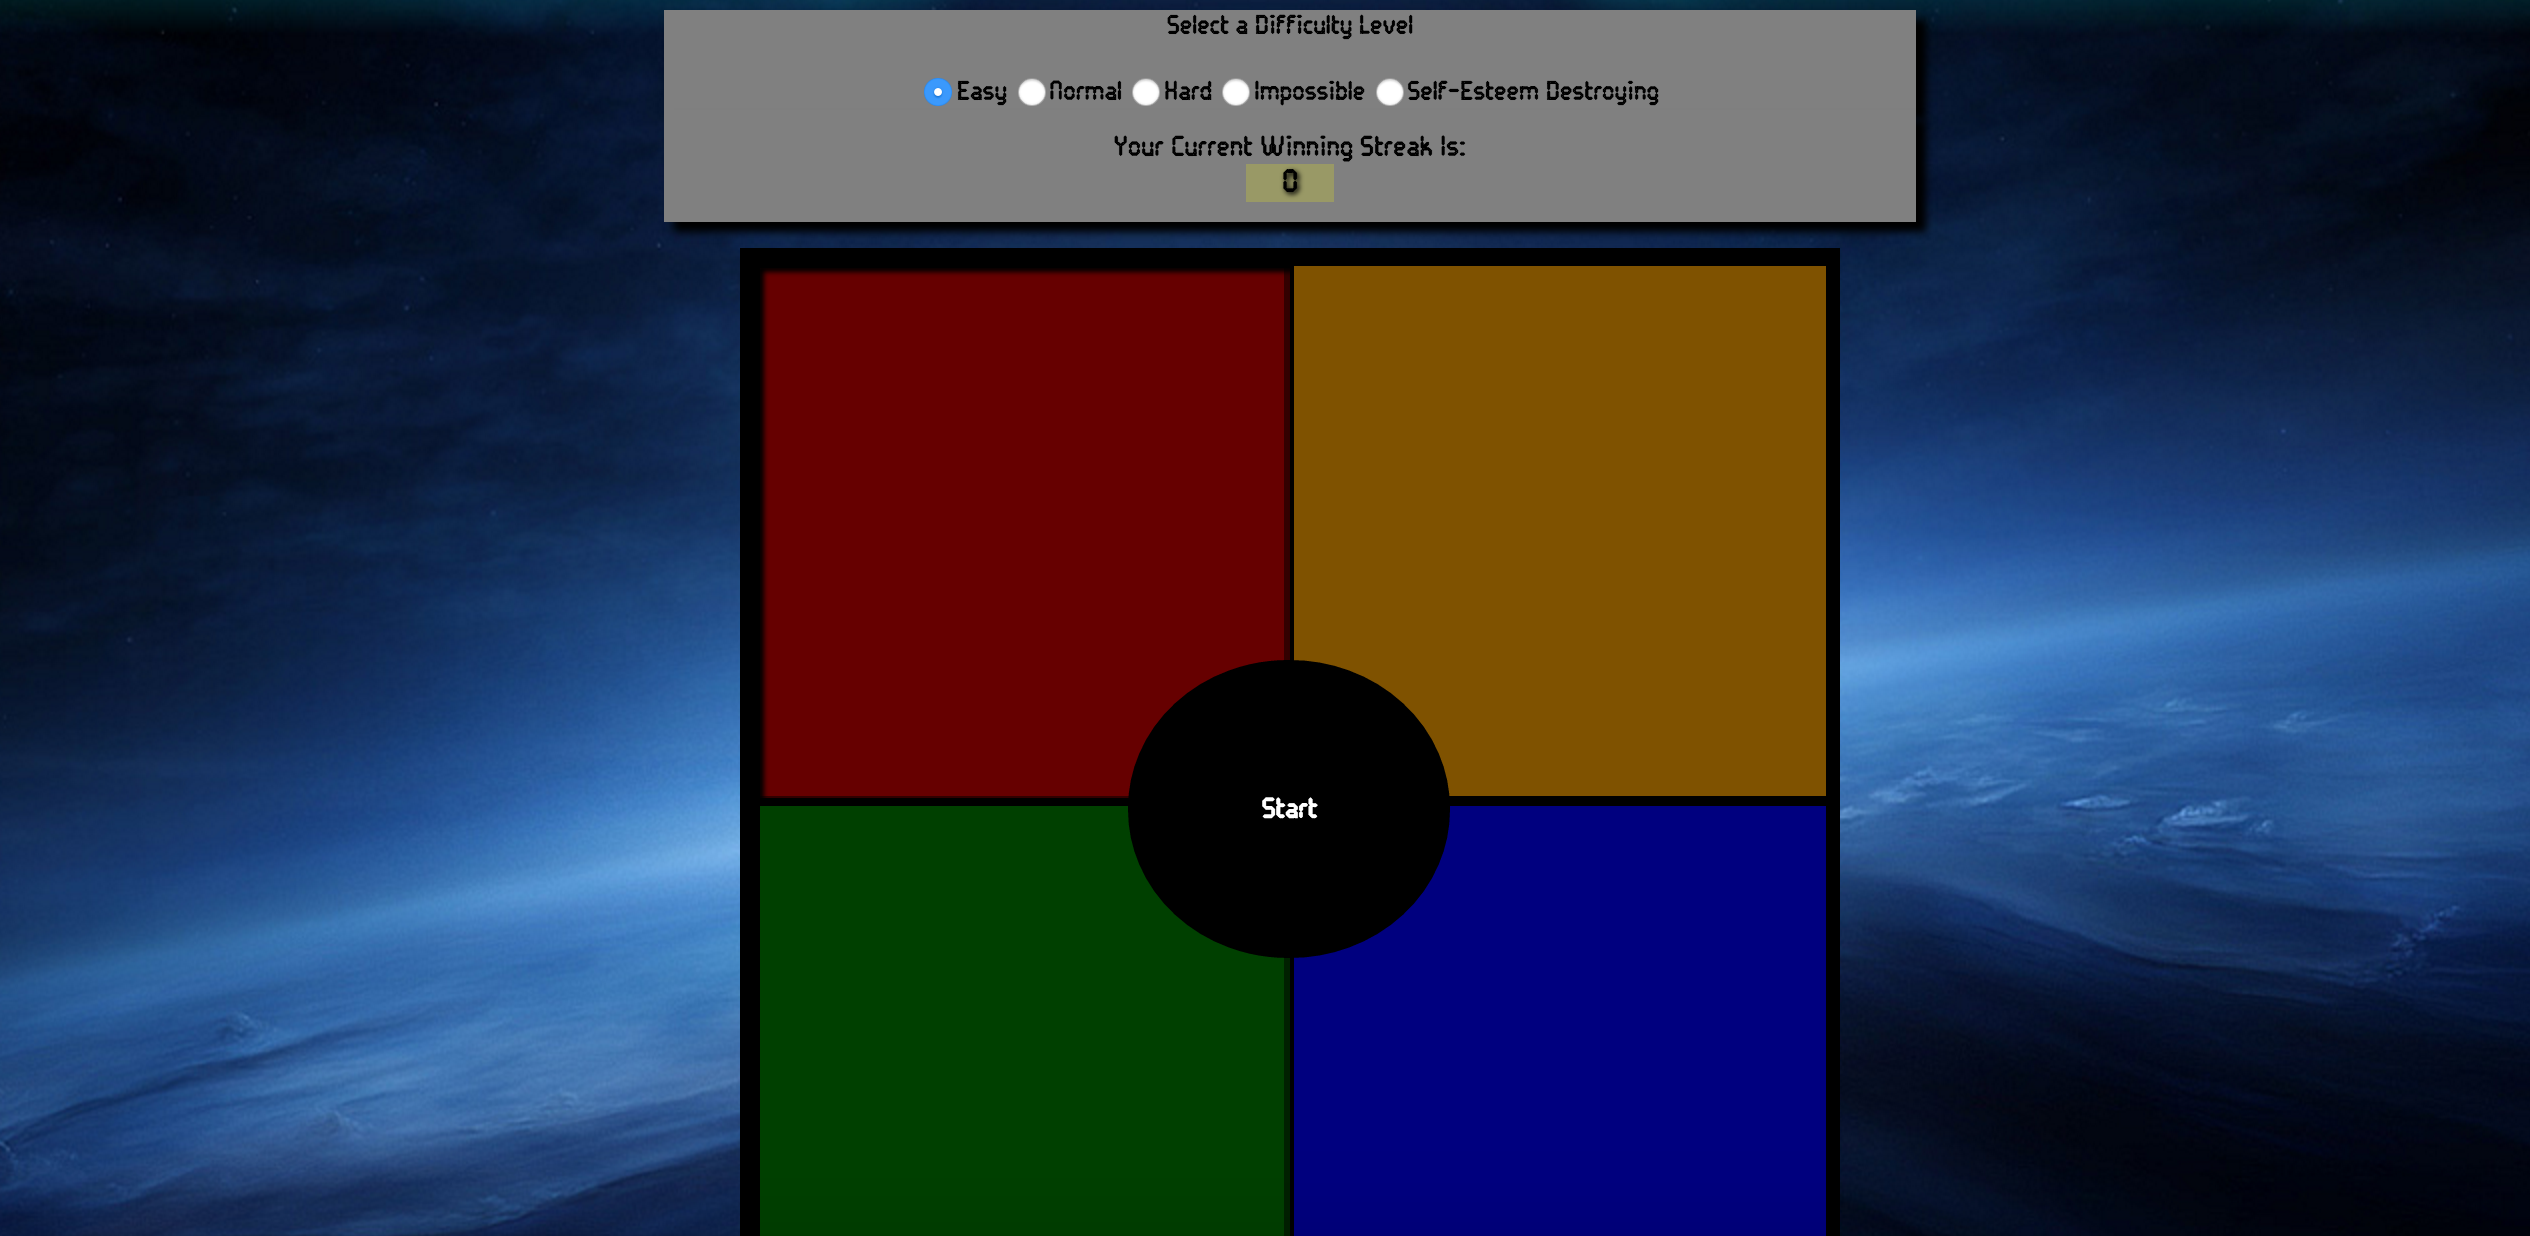 Select a Difficulty Level
Easy Normal Hard Impossible Self-Esteem Destroying
Your Current Winning Streak Is:
0
Start